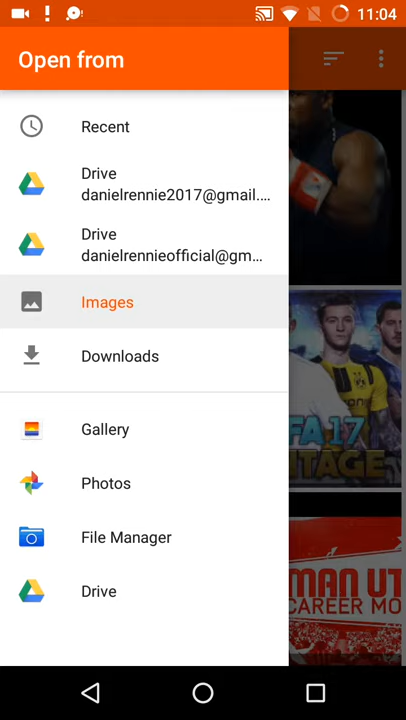 11:04
Open from
Recent
Drive
danielrennie2017@gmail....
Drive
danielrennieofficial@gm...
Images
Downloads
Gallery
Photos
File Manager
Drive
FA 17
NTAGE
MAN UT
CAREER MO